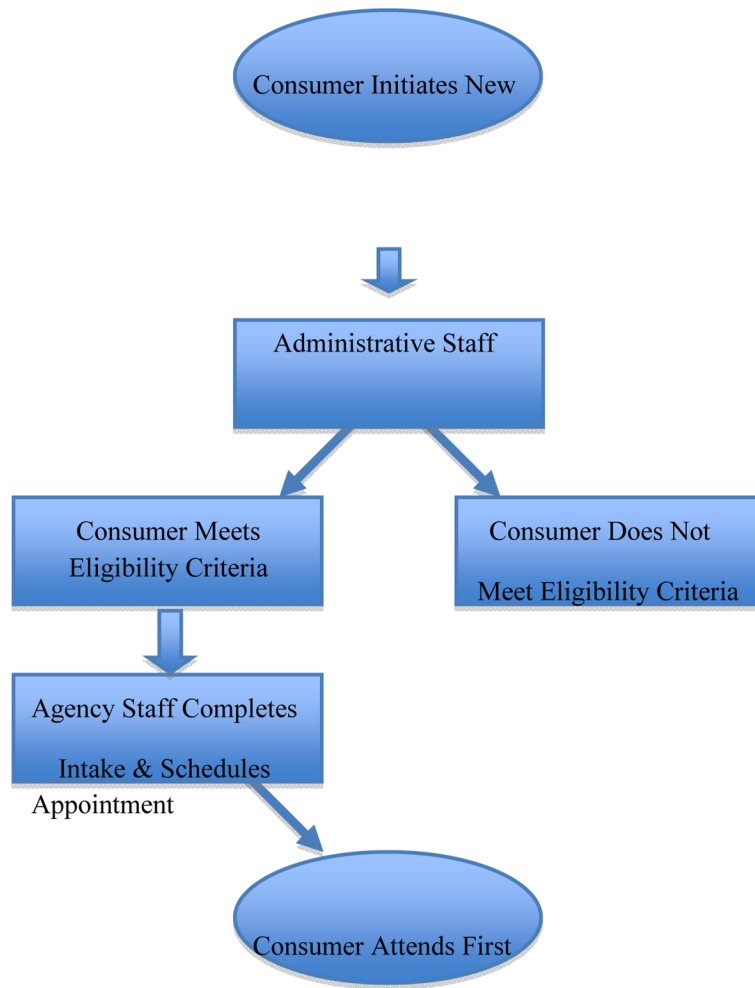 Consumer Initiates New
Administrative Staff
Consumer Meets
Eligibility Criteria
Consumer Does Not
Meet Eligibility Criteria
Agency Staff Completes
Intake & Schedules
Appointment
Consumer Attends First